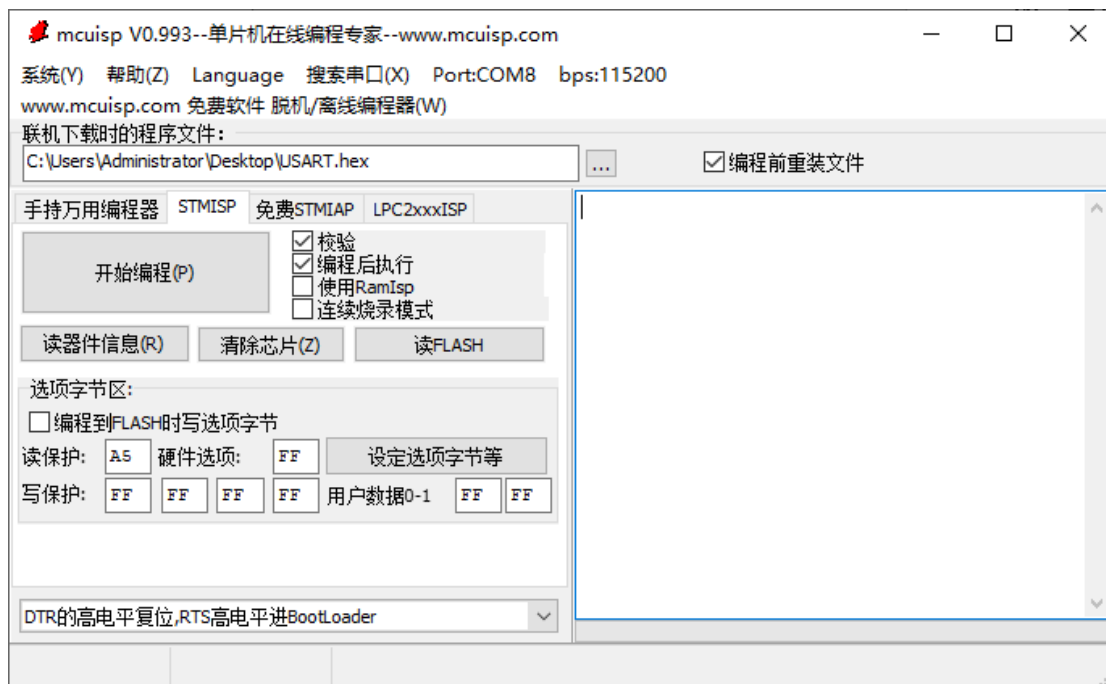 mcuisp V0.993--单片机在线编程专家--www.mcuisp.com
系统(Y) 帮助(Z) Language 搜索串口(X) Port:COM8 bps:115200
www.mcuisp.com 免费软件 脱机/离线编程器(W)
联机下载时的程序文件:
C:\Users\Administrator\Desktop\USART.hex ... 编程前重装文件
手持万用编程器 STMISP 免费STMIAP LPC2xxxISP
开始编程(P)
校验
编程后执行
使用RamIsp
连续烧录模式
读器件信息(R) 清除芯片(Z) 读FLASH
选项字节区:
编程到FLASH时写选项字节
读保护: A5 硬件选项: FF 设定选项字节等
写保护: FF FF FF FF 用户数据0-1 FF FF
DTR的高电平复位,RTS高电平进BootLoader